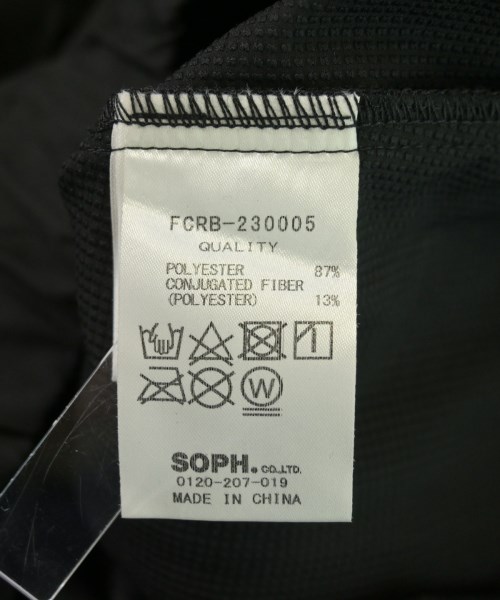 FCRB-230005
QUALITY
POLYESTER 87%
CONJUGATED FIBER
(POLYESTER) 13%
W
SOPH. CO.,LTD.
0120-207-019
MADE IN CHINA